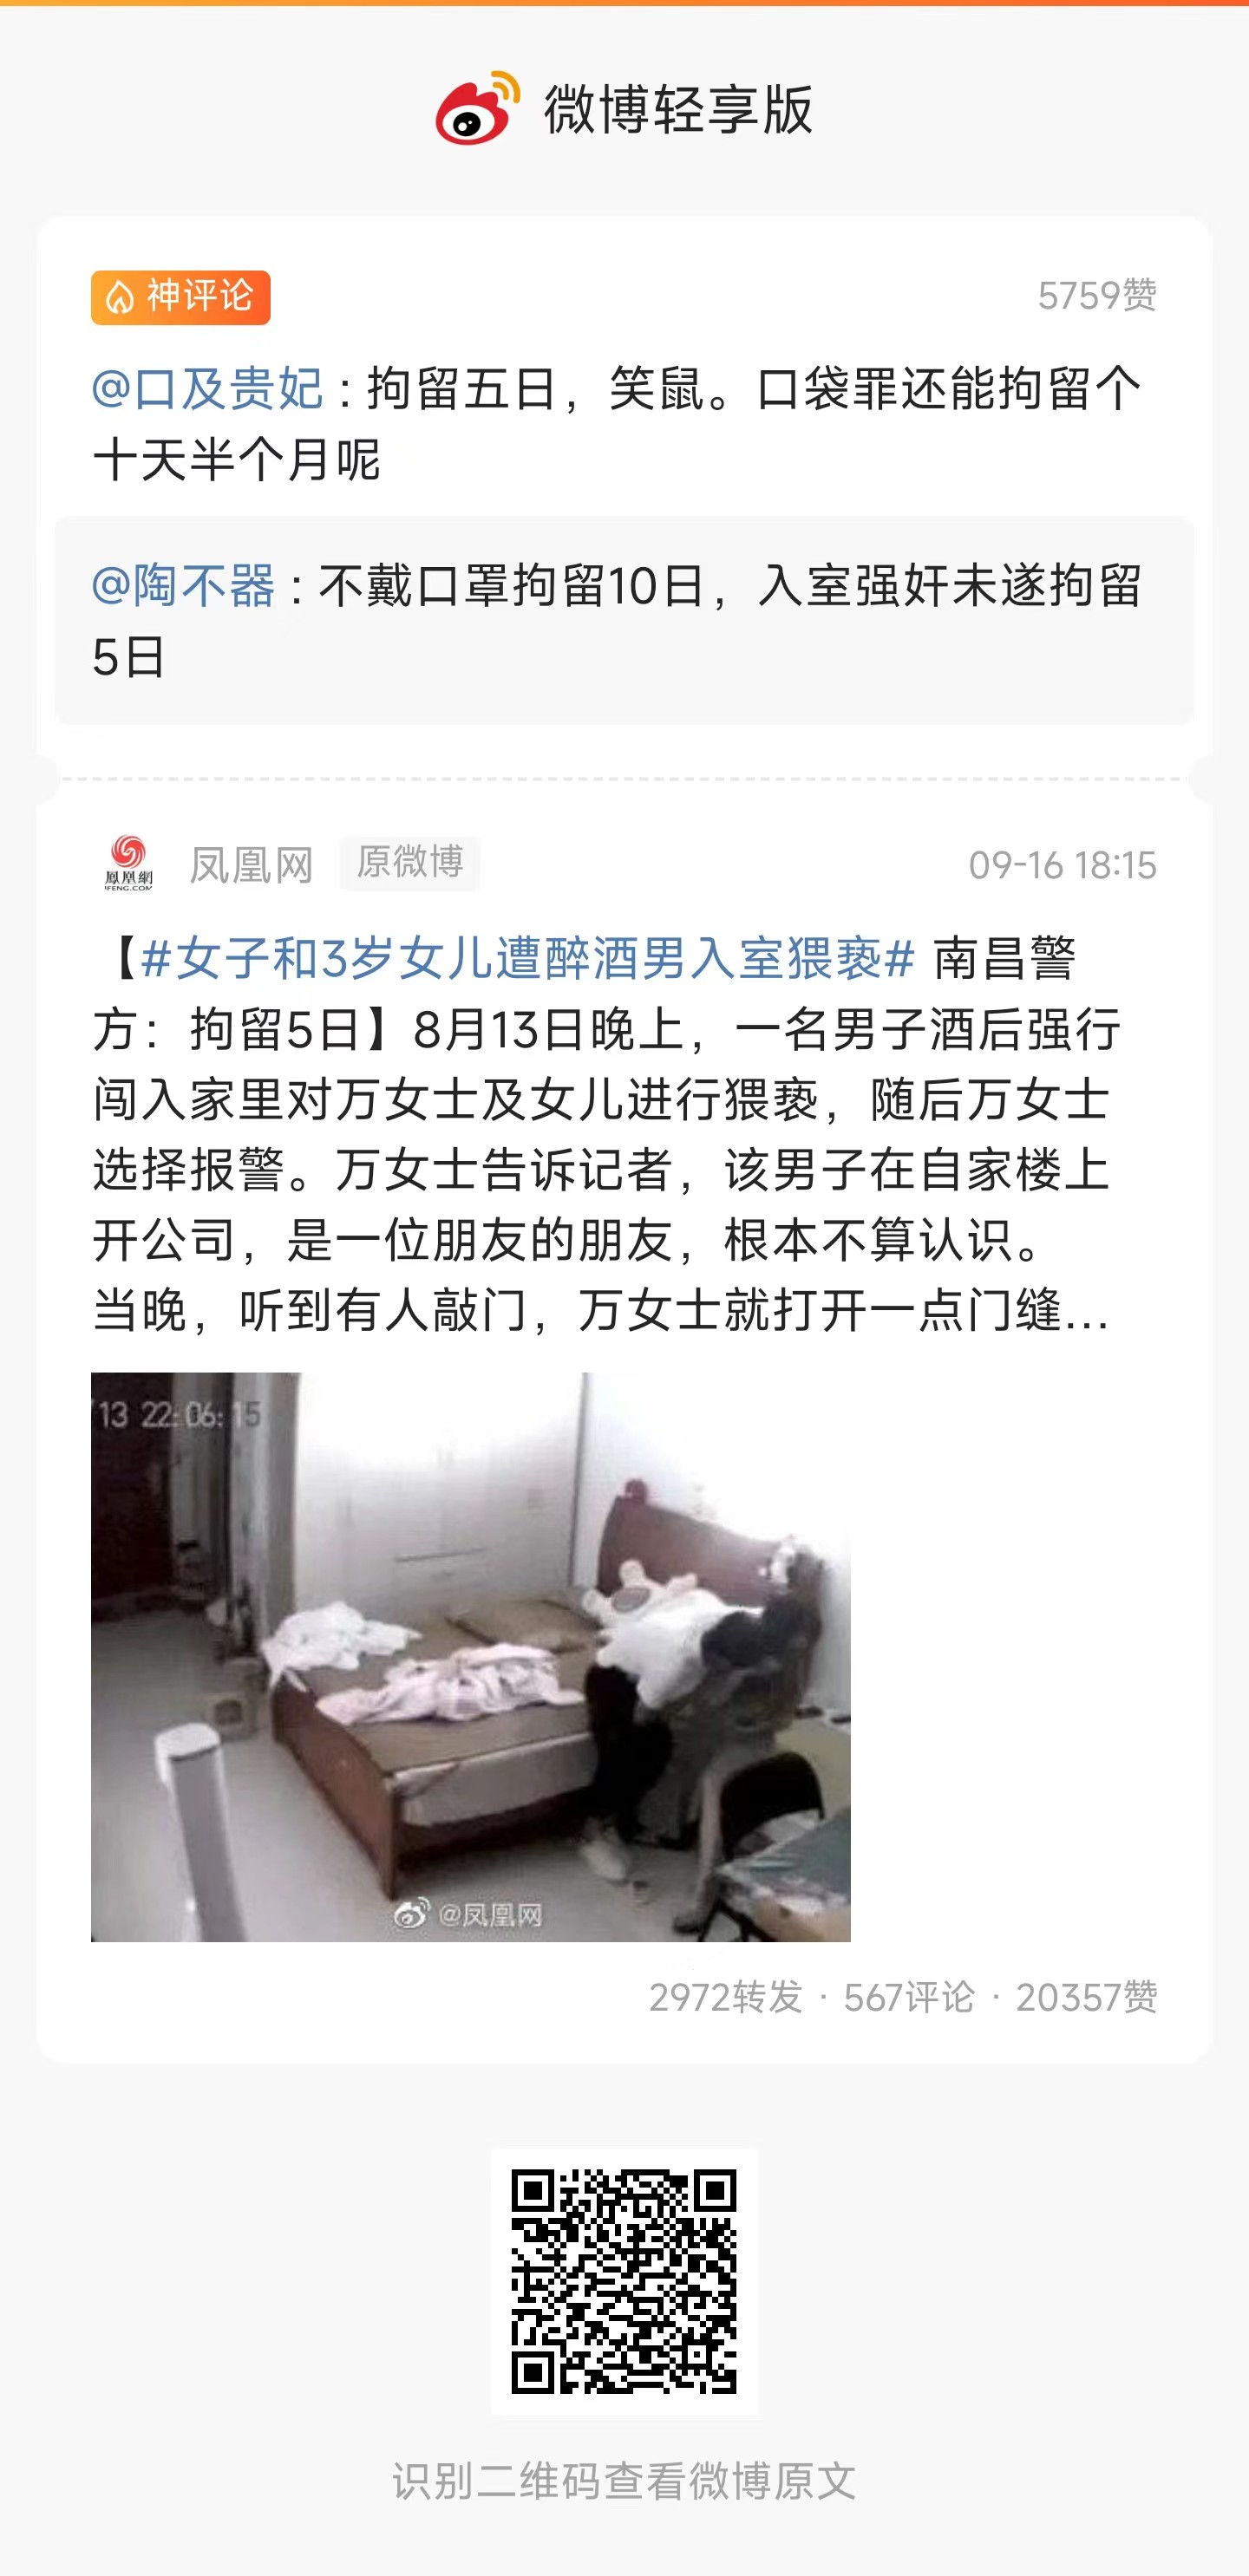 微博轻享版
神评论 5759赞
@口及贵妃：拘留五日，笑鼠。口袋罪还能拘留个
十天半个月呢
@陶不器：不戴口罩拘留10日，入室强奸未遂拘留
5日
鳳凰網
IFENG.COM
凤凰网 原微博 09-16 18:15
【#女子和3岁女儿遭醉酒男入室猥亵# 南昌警
方：拘留5日】8月13日晚上，一名男子酒后强行
闯入家里对万女士及女儿进行猥亵，随后万女士
选择报警。万女士告诉记者，该男子在自家楼上
开公司，是一位朋友的朋友，根本不算认识。
当晚，听到有人敲门，万女士就打开一点门缝...
/13 22:06:15
@凤凰网
2972转发 · 567评论 · 20357赞
识别二维码查看微博原文